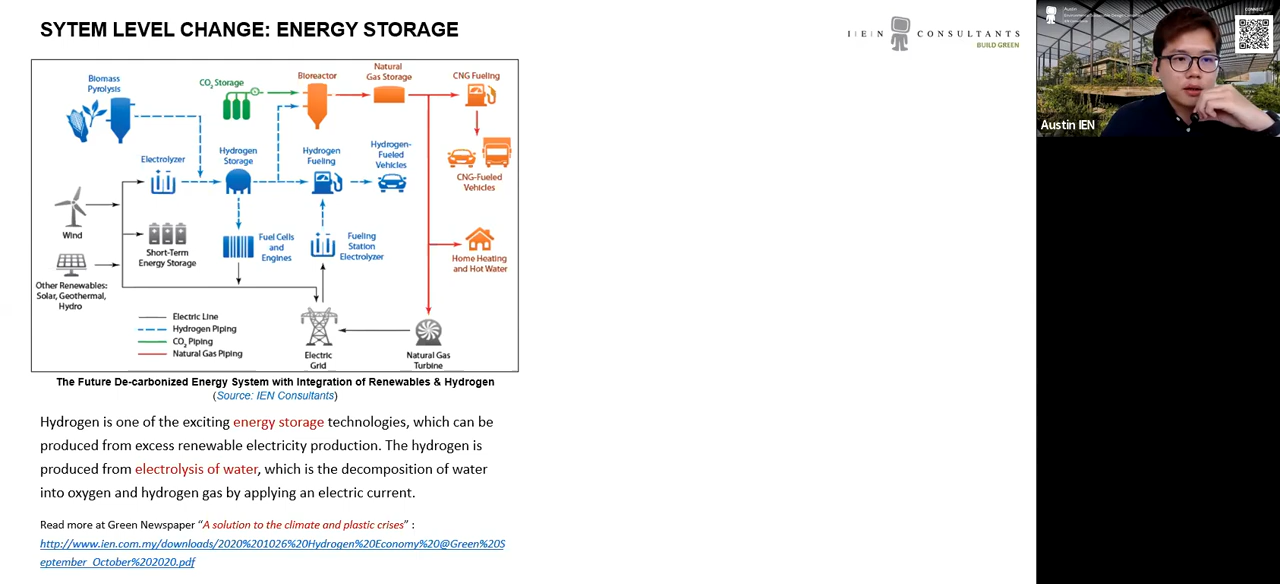 SYTEM LEVEL CHANGE: ENERGY STORAGE
IEN CONSULTANTS
BUILD GREEN
Biomass
Pyrolysis
CO2 Storage
Bioreactor
Natural
Gas Storage
CNG Fueling
Electrolyzer
Hydrogen
Storage
Hydrogen
Fueling
Hydrogen-
Fueled
Vehicles
CNG-Fueled
Vehicles
Wind
Short-Term
Energy Storage
Fuel Cells
and
Engines
Fueling
Station
Electrolyzer
Home Heating
and Hot Water
Other Renewables:
Solar, Geothermal,
Hydro
Electric Line
Hydrogen Piping
CO2 Piping
Natural Gas Piping
Electric
Grid
Natural Gas
Turbine
The Future De-carbonized Energy System with Integration of Renewables & Hydrogen
(Source: IEN Consultants)
Hydrogen is one of the exciting energy storage technologies, which can be
produced from excess renewable electricity production. The hydrogen is
produced from electrolysis of water, which is the decomposition of water
into oxygen and hydrogen gas by applying an electric current.
Read more at Green Newspaper “A solution to the climate and plastic crises” :
http://www.ien.com.my/downloads/2020%201026%20Hydrogen%20Economy%20@Green%20S
eptember_October%202020.pdf
Austin
CONNECT
Austin IEN